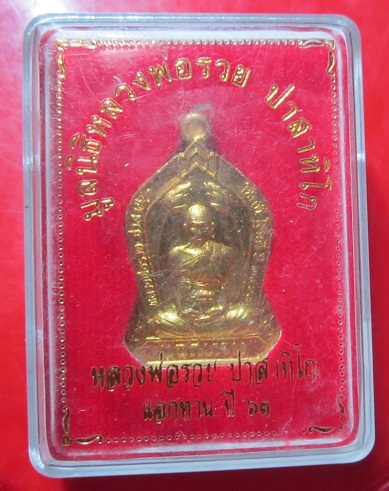 มูลนิธิหลวงพ่อรวย ปาสาทิโก
หลวงพ่อรวย ปาสาทิโก
แจกทาน ปี ๖๓